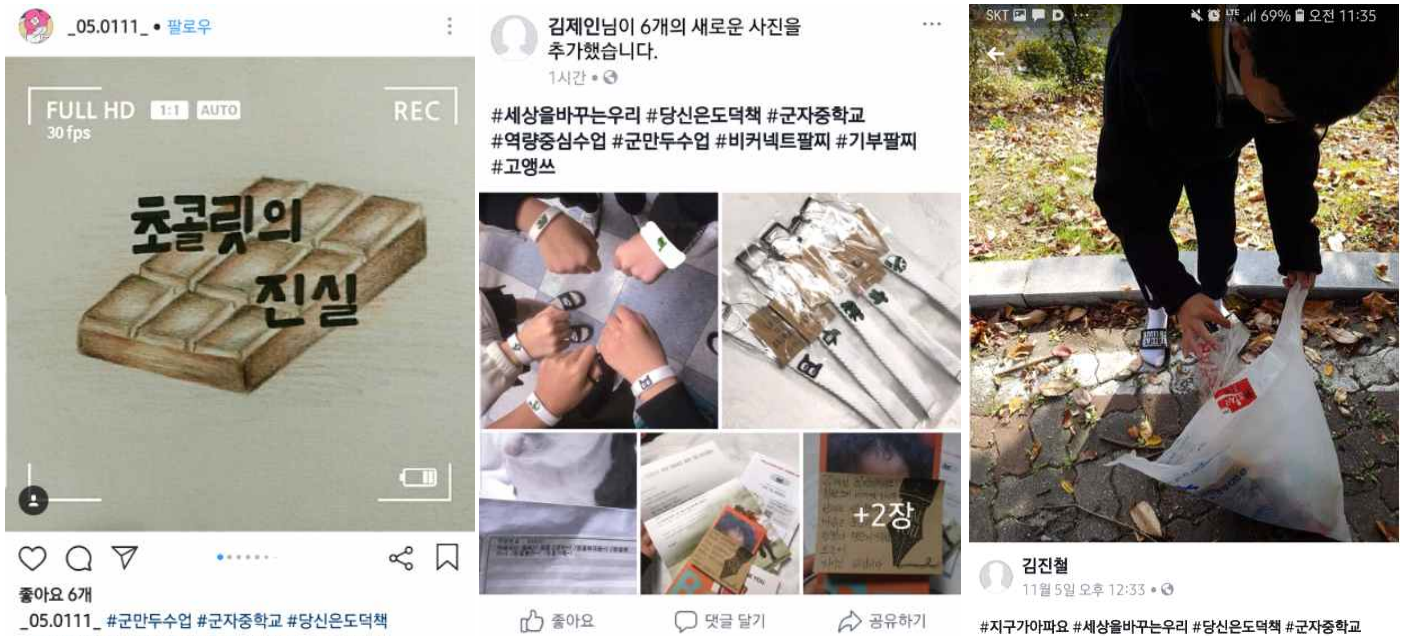 _05.0111_ • 팔로우
FULL HD 1:1 AUTO
REC
30 fps
초콜릿의
진실
좋아요 6개
_05.0111_ #군만두수업 #군자중학교 #당신은도덕책
김제인님이 6개의 새로운 사진을
추가했습니다.
1시간 •
#세상을바꾸는우리 #당신은도덕책 #군자중학교
#역량중심수업 #군만두수업 #비커넥트팔찌 #기부팔찌
#고앵쓰
+2장
좋아요
댓글 달기
공유하기
SKT
LTE 69% 오전 11:35
김진철
11월 5일 오후 12:33 •
#지구가아파요 #세상을바꾸는우리 #당신은도덕책 #군자중학교